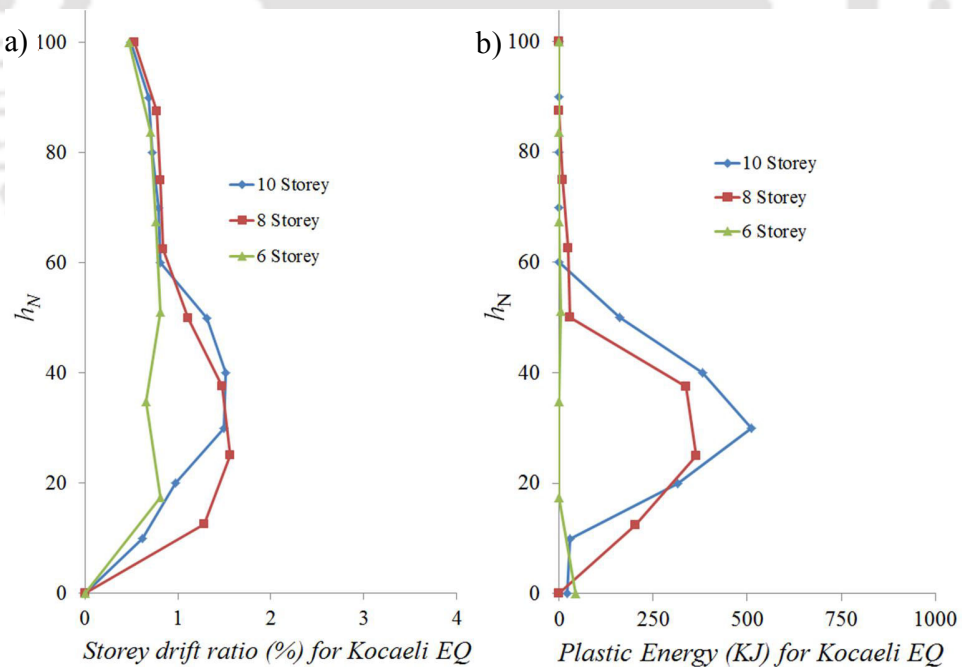 a)
100
80
60
40
20
0
h_N
10 Storey
8 Storey
6 Storey
0 1 2 3 4
Storey drift ratio (%) for Kocaeli EQ
b)
100
80
60
40
20
0
h_N
10 Storey
8 Storey
6 Storey
0 250 500 750 1000
Plastic Energy (KJ) for Kocaeli EQ